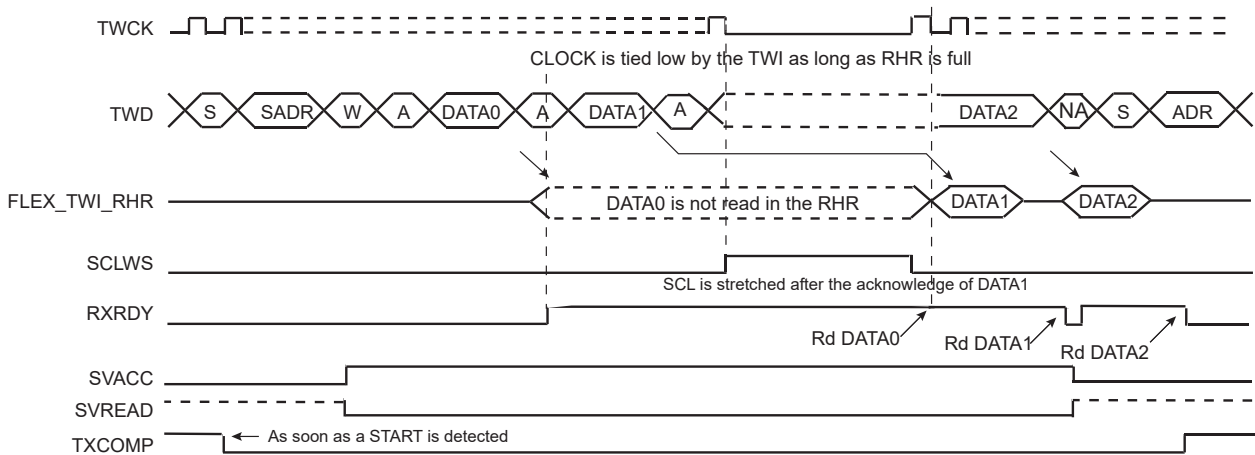 TWCK
CLOCK is tied low by the TWI as long as RHR is full
TWD S SADR W A DATA0 A DATA1 A DATA2 NA S ADR
FLEX_TWI_RHR DATA0 is not read in the RHR DATA1 DATA2
SCLWS
SCL is stretched after the acknowledge of DATA1
RXRDY
Rd DATA0 Rd DATA1 Rd DATA2
SVACC
SVREAD
TXCOMP As soon as a START is detected